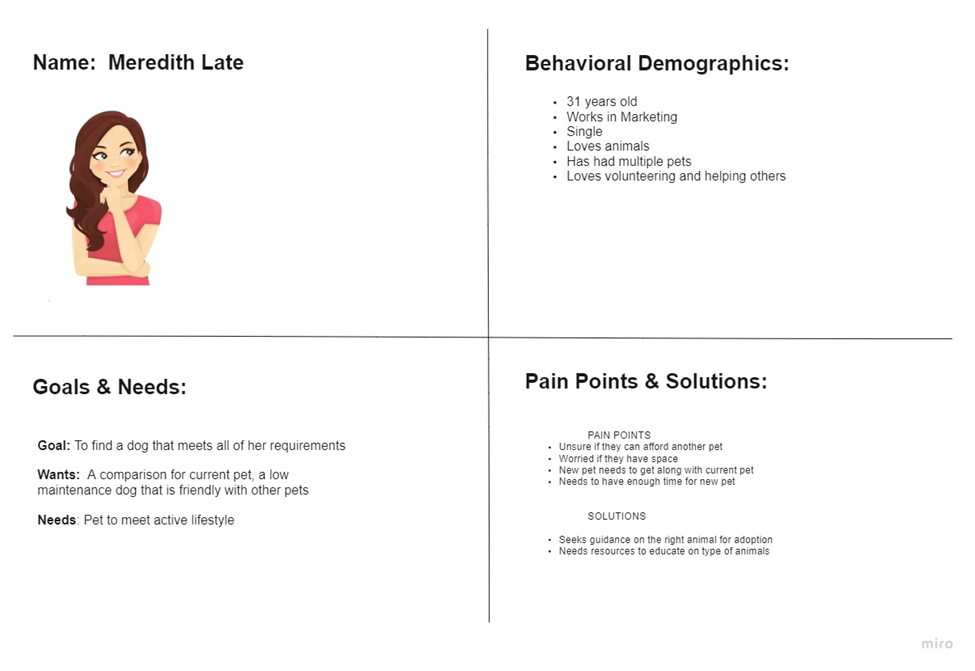 Name:  Meredith Late
Behavioral Demographics:
• 31 years old
• Works in Marketing
• Single
• Loves animals
• Has had multiple pets
• Loves volunteering and helping others
Goals & Needs:
Goal: To find a dog that meets all of her requirements
Wants:  A comparison for current pet, a low
maintenance dog that is friendly with other pets
Needs: Pet to meet active lifestyle
Pain Points & Solutions:
PAIN POINTS
• Unsure if they can afford another pet
• Worried if they have space
• New pet needs to get along with current pet
• Needs to have enough time for new pet
SOLUTIONS
• Seeks guidance on the right animal for adoption
• Needs resources to educate on type of animals
miro